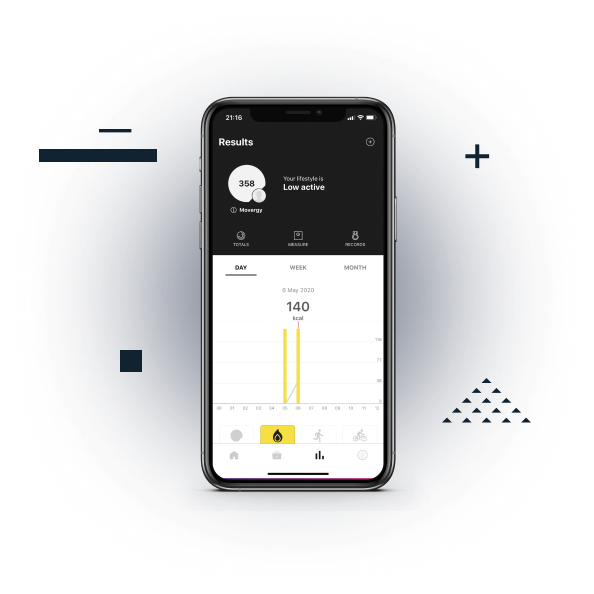 21:16
Results
358
Your lifestyle is
Low active
Movergy
TOTALS MEASURE RECORDS
DAY WEEK MONTH
6 May 2020
140
kcal
0
00 01 02 03 04 05 06 07 08 09 10 11 12